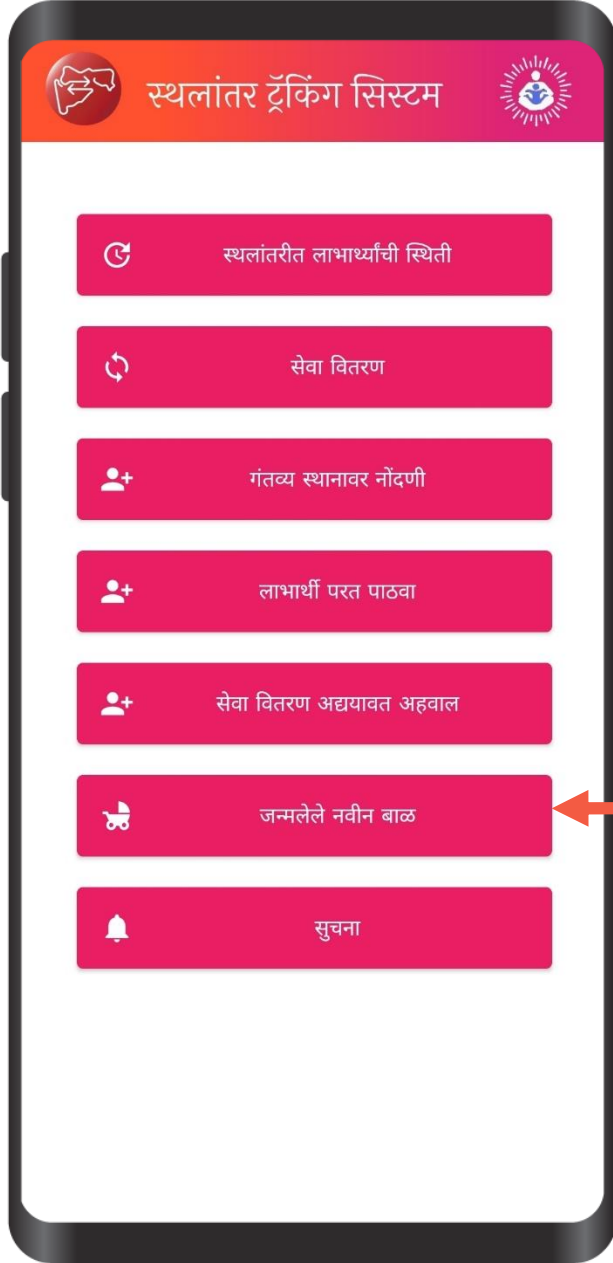 स्थलांतर ट्रॅकिंग सिस्टम
स्थलांतरीत लाभार्थ्यांची स्थिती
सेवा वितरण
गंतव्य स्थानावर नोंदणी
लाभार्थी परत पाठवा
सेवा वितरण अद्ययावत अहवाल
जन्मलेले नवीन बाळ
सुचना